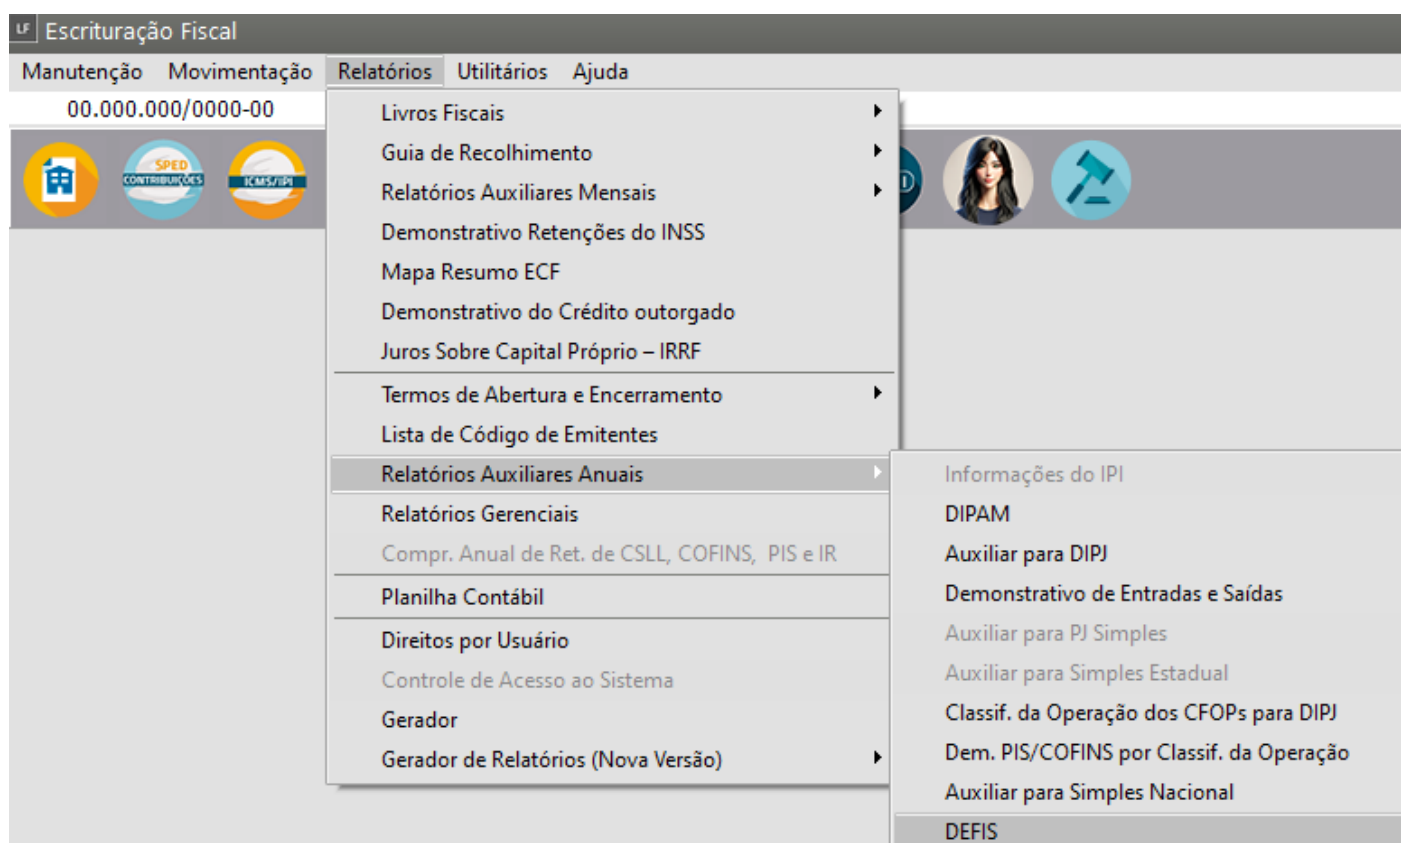 LF Escrituração Fiscal
Manutenção Movimentação Relatórios Utilitários Ajuda
00.000.000/0000-00
SPED
CONTRIBUIÇÕES
ICMS/IPI
Livros Fiscais
Guia de Recolhimento
Relatórios Auxiliares Mensais
Demonstrativo Retenções do INSS
Mapa Resumo ECF
Demonstrativo do Crédito outorgado
Juros Sobre Capital Próprio – IRRF
Termos de Abertura e Encerramento
Lista de Código de Emitentes
Relatórios Auxiliares Anuais
Relatórios Gerenciais
Compr. Anual de Ret. de CSLL, COFINS, PIS e IR
Planilha Contábil
Direitos por Usuário
Controle de Acesso ao Sistema
Gerador
Gerador de Relatórios (Nova Versão)
Informações do IPI
DIPAM
Auxiliar para DIPJ
Demonstrativo de Entradas e Saídas
Auxiliar para PJ Simples
Auxiliar para Simples Estadual
Classif. da Operação dos CFOPs para DIPJ
Dem. PIS/COFINS por Classif. da Operação
Auxiliar para Simples Nacional
DEFIS